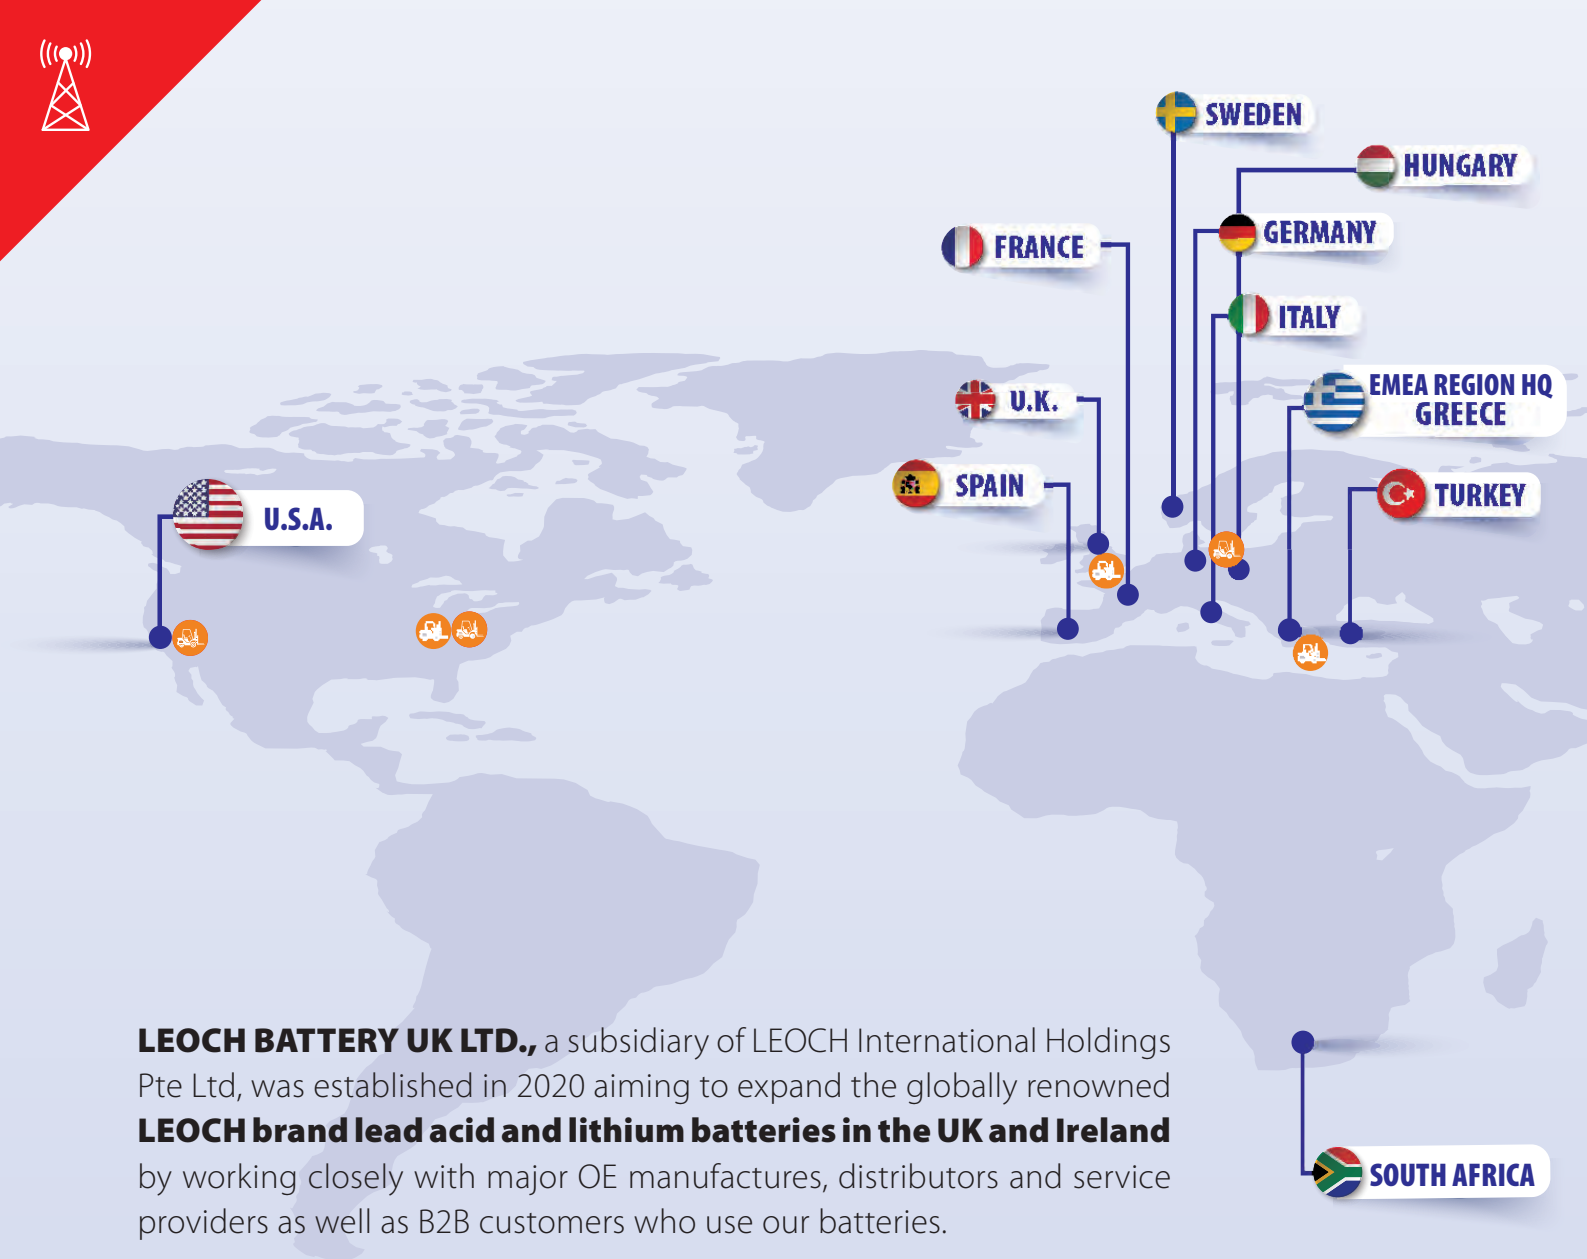 SWEDEN
HUNGARY
GERMANY
FRANCE
ITALY
EMEA REGION HQ
GREECE
U.K.
SPAIN
TURKEY
U.S.A.
LEOCH BATTERY UK LTD., a subsidiary of LEOCH International Holdings
Pte Ltd, was established in 2020 aiming to expand the globally renowned
LEOCH brand lead acid and lithium batteries in the UK and Ireland
by working closely with major OE manufactures, distributors and service
providers as well as B2B customers who use our batteries.
SOUTH AFRICA